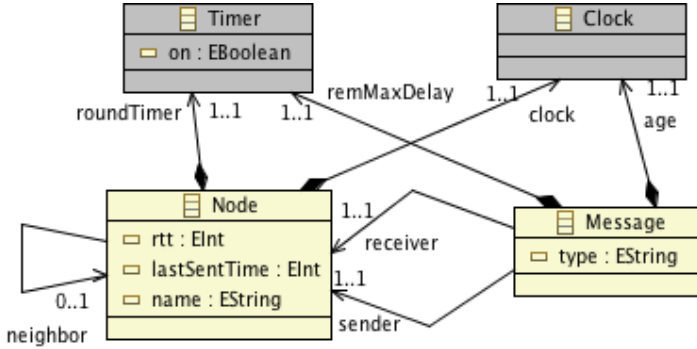 Timer
Clock
on : EBoolean
remMaxDelay
roundTimer
1..1
1..1
1..1
clock
1..1
age
Node
1..1
Message
rtt : EInt
receiver
type : EString
lastSentTime : EInt
1..1
name : EString
0..1
neighbor
sender